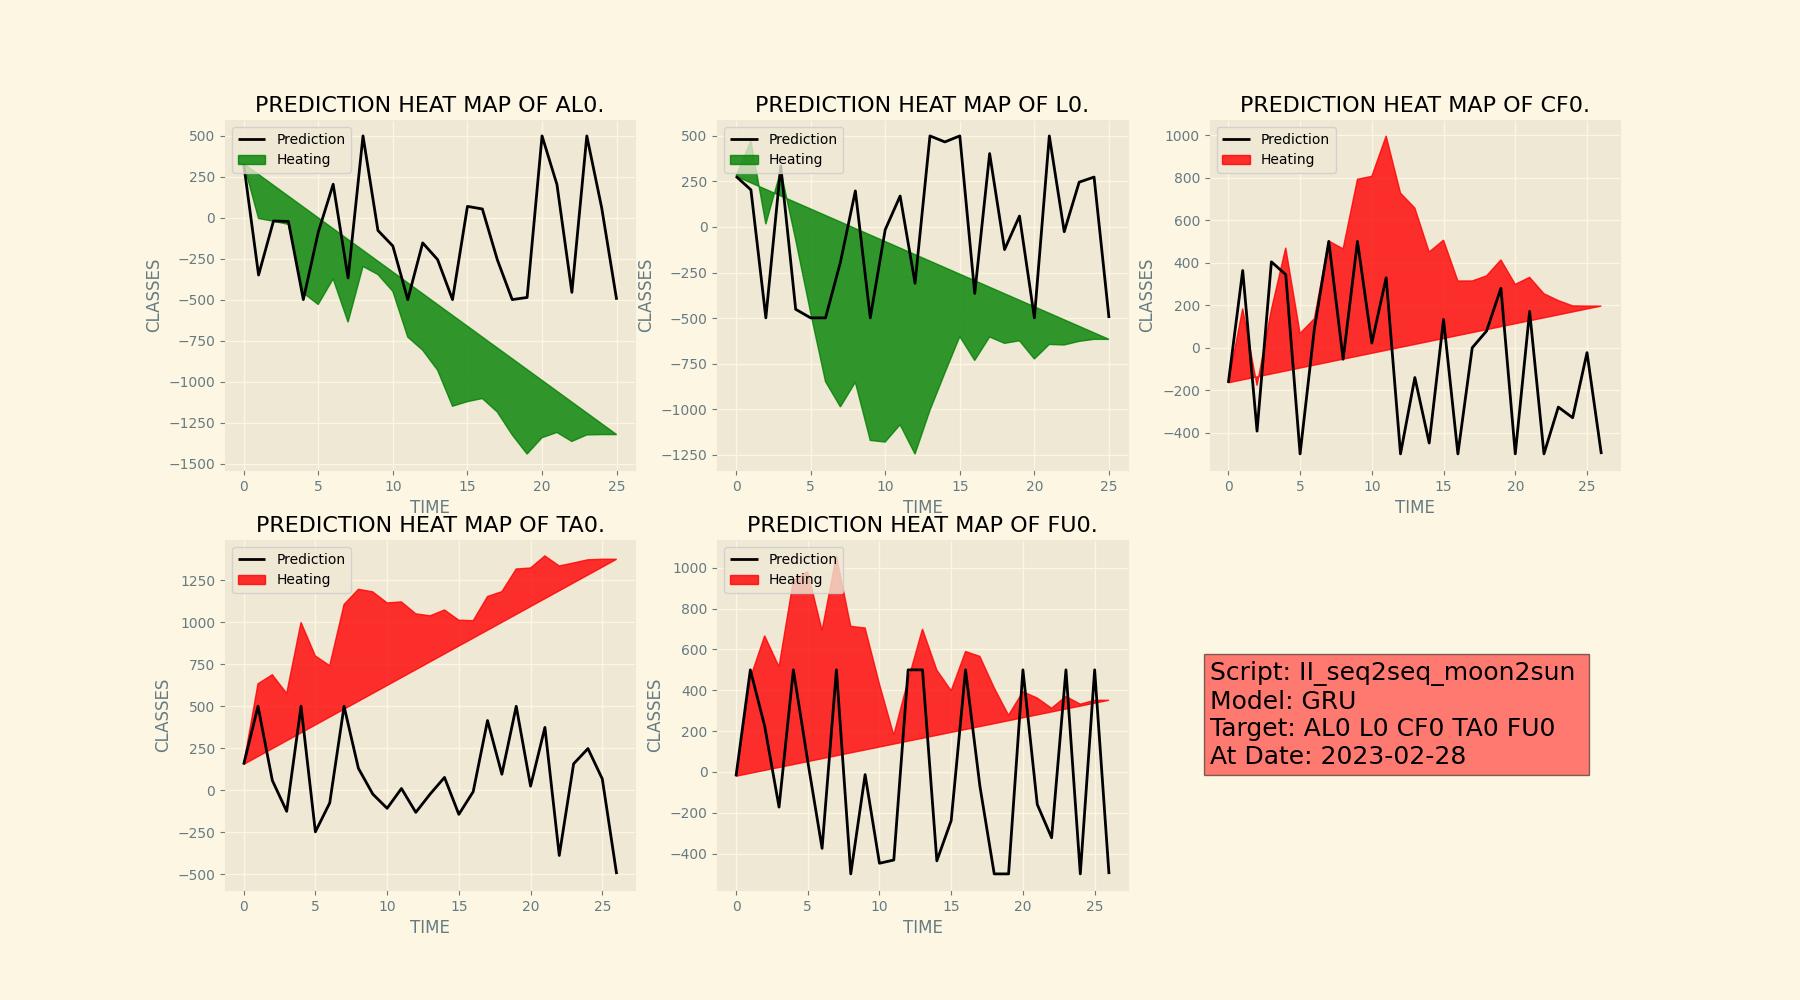 PREDICTION HEAT MAP OF AL0.
Prediction
Heating
500
250
0
−250
−500
−750
−1000
−1250
−1500
CLASSES
0 5 10 15 20 25
TIME
PREDICTION HEAT MAP OF L0.
Prediction
Heating
500
250
0
−250
−500
−750
−1000
−1250
CLASSES
0 5 10 15 20 25
TIME
PREDICTION HEAT MAP OF CF0.
Prediction
Heating
1000
800
600
400
200
0
−200
−400
CLASSES
0 5 10 15 20 25
TIME
PREDICTION HEAT MAP OF TA0.
Prediction
Heating
1250
1000
750
500
250
0
−250
−500
CLASSES
0 5 10 15 20 25
TIME
PREDICTION HEAT MAP OF FU0.
Prediction
Heating
1000
800
600
400
200
0
−200
−400
CLASSES
0 5 10 15 20 25
TIME
Script: II_seq2seq_moon2sun
Model: GRU
Target: AL0 L0 CF0 TA0 FU0
At Date: 2023-02-28